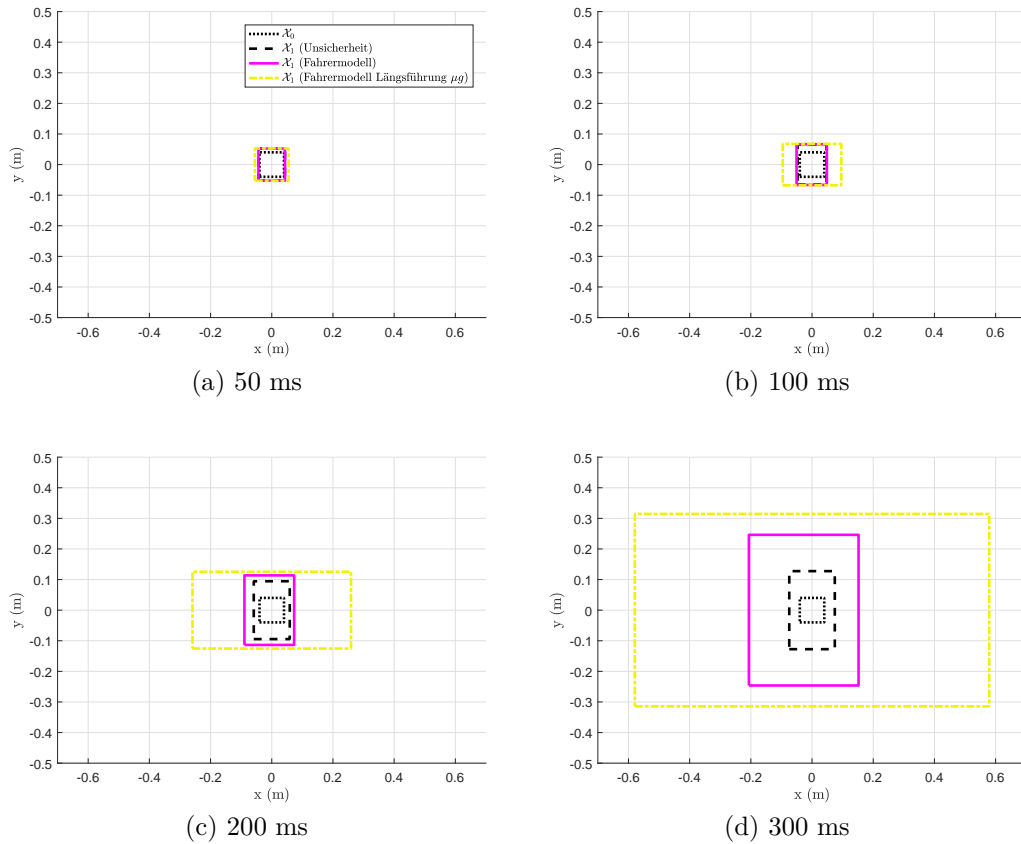 0.5
0.4
0.3
0.2
0.1
0
-0.1
-0.2
-0.3
-0.4
-0.5
y (m)
-0.6 -0.4 -0.2 0 0.2 0.4 0.6
x (m)
𝒳₀
𝒳₁ (Unsicherheit)
𝒳₁ (Fahrermodell)
𝒳₁ (Fahrermodell Längsführung μg)
(a) 50 ms
0.5
0.4
0.3
0.2
0.1
0
-0.1
-0.2
-0.3
-0.4
-0.5
y (m)
-0.6 -0.4 -0.2 0 0.2 0.4 0.6
x (m)
(b) 100 ms
0.5
0.4
0.3
0.2
0.1
0
-0.1
-0.2
-0.3
-0.4
-0.5
y (m)
-0.6 -0.4 -0.2 0 0.2 0.4 0.6
x (m)
(c) 200 ms
0.5
0.4
0.3
0.2
0.1
0
-0.1
-0.2
-0.3
-0.4
-0.5
y (m)
-0.6 -0.4 -0.2 0 0.2 0.4 0.6
x (m)
(d) 300 ms